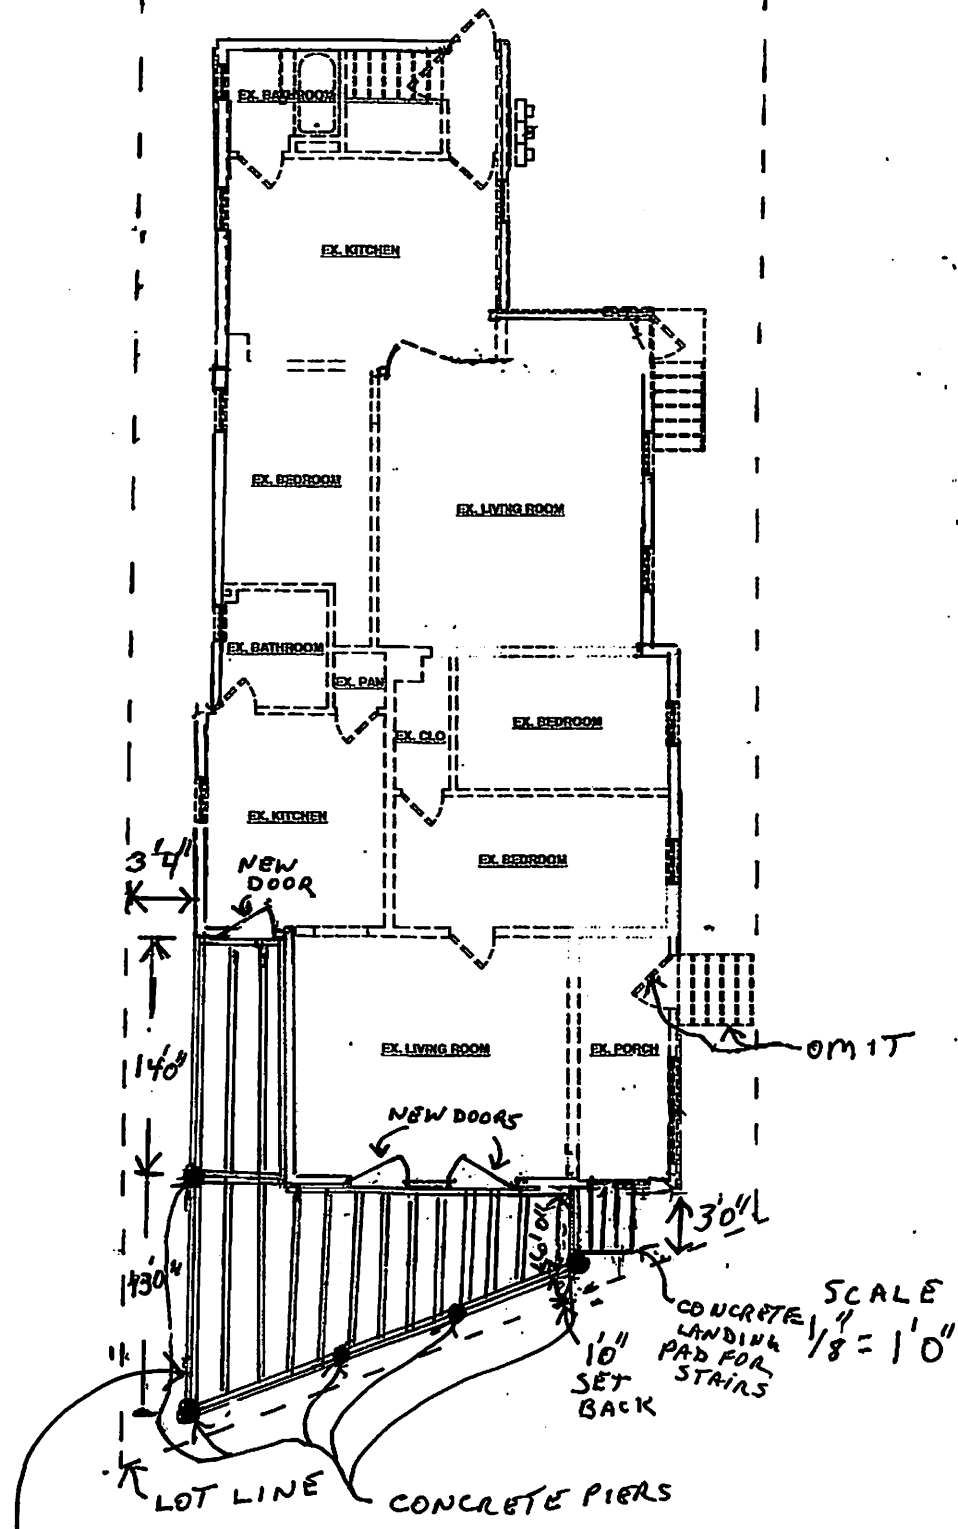 EX. BATHROOM
EX. KITCHEN
EX. BEDROOM
EX. LIVING ROOM
EX. BATHROOM
EX. PAN
EX. CLO
EX. BEDROOM
EX. KITCHEN
EX. BEDROOM
3'4"
NEW
DOOR
14'0"
EX. LIVING ROOM
EX. PORCH
OMIT
NEW DOORS
6'0"
3'0"
CONCRETE
LANDING
PAD FOR
STAIRS
SCALE
1/8" = 1'0"
1'0"
SET
BACK
LOT LINE
CONCRETE PIERS